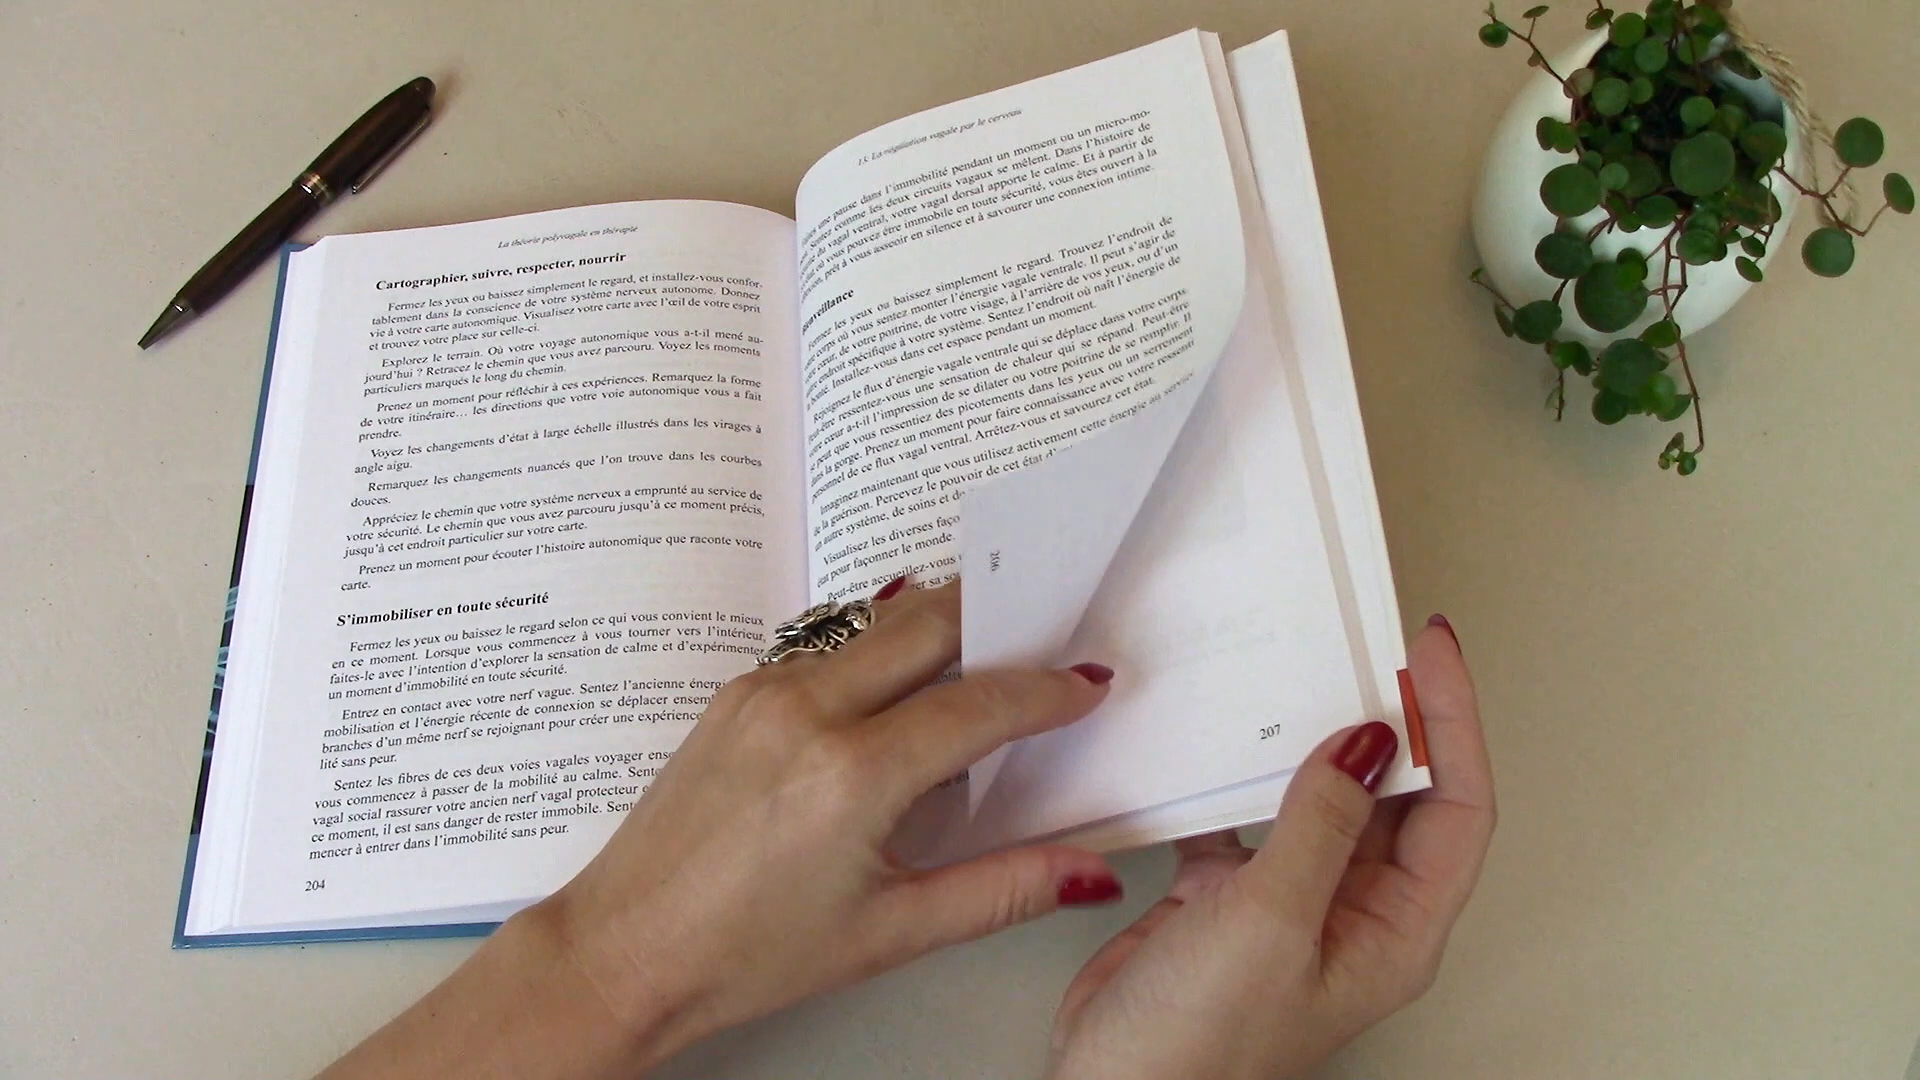 La théorie polyvagale en thérapie
Cartographier, suivre, respecter, nourrir
Fermez les yeux ou baissez simplement le regard, et installez-vous confor-
tablement dans la conscience de votre système nerveux autonome. Donnez
vie à votre carte autonomique. Visualisez votre carte avec l’œil de votre esprit
et trouvez votre place sur celle-ci.
Explorez le terrain. Où votre voyage autonomique vous a-t-il mené au-
jourd’hui ? Retracez le chemin que vous avez parcouru. Voyez les moments
particuliers marqués le long du chemin.
Prenez un moment pour réfléchir à ces expériences. Remarquez la forme
de votre itinéraire… les directions que votre voie autonomique vous a fait
prendre.
Voyez les changements d’état à large échelle illustrés dans les virages à
angle aigu.
Remarquez les changements nuancés que l’on trouve dans les courbes
douces.
Appréciez le chemin que votre système nerveux a emprunté au service de
votre sécurité. Le chemin que vous avez parcouru jusqu’à ce moment précis,
jusqu’à cet endroit particulier sur votre carte.
Prenez un moment pour écouter l’histoire autonomique que raconte votre
carte.
S’immobiliser en toute sécurité
Fermez les yeux ou baissez le regard selon ce qui vous convient le mieux
en ce moment. Lorsque vous commencez à vous tourner vers l’intérieur,
faites-le avec l’intention d’explorer la sensation de calme et d’expérimenter
un moment d’immobilité en toute sécurité.
Entrez en contact avec votre nerf vague. Sentez l’ancienne énergi
mobilisation et l’énergie récente de connexion se déplacer ensem
branches d’un même nerf se rejoignant pour créer une expérience
lité sans peur.
Sentez les fibres de ces deux voies vagales voyager ens
vous commencez à passer de la mobilité au calme. Sent
vagal social rassurer votre ancien nerf vagal protecteur
ce moment, il est sans danger de rester immobile. Sent
mencer à entrer dans l’immobilité sans peur.
204
13. La régulation vagale par le cerveau
une pause dans l’immobilité pendant un moment ou un micro-mo-
Sentez comme les deux circuits vagaux se mêlent. Dans l’histoire de
du vagal ventral, votre vagal dorsal apporte le calme. Et à partir de
état où vous pouvez être immobile en toute sécurité, vous êtes ouvert à la
prêt à vous asseoir en silence et à savourer une connexion intime.
Fermez les yeux ou baissez simplement le regard. Trouvez l’endroit de
corps où vous sentez monter l’énergie vagale ventrale. Il peut s’agir de
votre cœur, de votre poitrine, de votre visage, à l’arrière de vos yeux, ou d’un
autre endroit spécifique à votre système. Sentez l’endroit où naît l’énergie de
la bonté. Installez-vous dans cet espace pendant un moment.
Rejoignez le flux d’énergie vagale ventrale qui se déplace dans votre corps.
Peut-être ressentez-vous une sensation de chaleur qui se répand. Peut-être
votre cœur a-t-il l’impression de se dilater ou votre poitrine de se remplir. Il
se peut que vous ressentiez des picotements dans les yeux ou un serrement
dans la gorge. Prenez un moment pour faire connaissance avec votre ressenti
personnel de ce flux vagal ventral. Arrêtez-vous et savourez cet état.
Imaginez maintenant que vous utilisez activement cette énergie au service
de la guérison. Percevez le pouvoir de cet état d’
un autre système, de soins et de
Visualisez les diverses faço
état pour façonner le monde.
Peut-être accueillez-vous
206
207